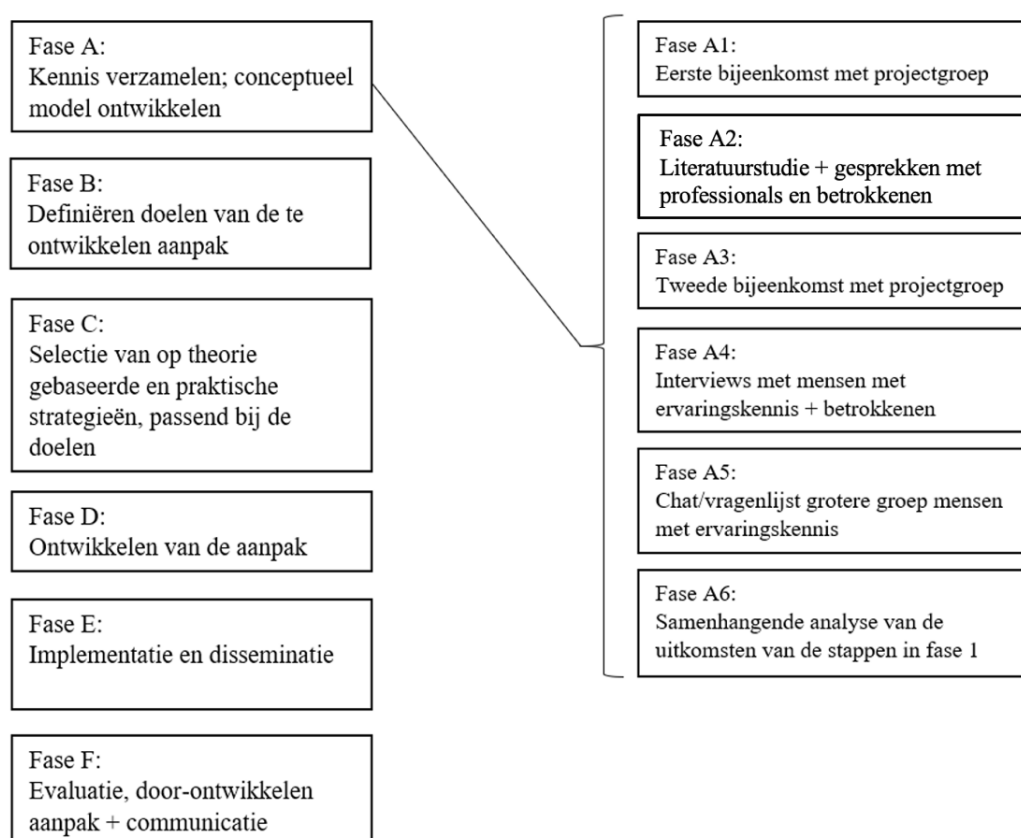 Fase A:
Kennis verzamelen; conceptueel
model ontwikkelen
Fase B:
Definiëren doelen van de te
ontwikkelen aanpak
Fase C:
Selectie van op theorie
gebaseerde en praktische
strategieën, passend bij de
doelen
Fase D:
Ontwikkelen van de aanpak
Fase E:
Implementatie en disseminatie
Fase F:
Evaluatie, door-ontwikkelen
aanpak + communicatie
Fase A1:
Eerste bijeenkomst met projectgroep
Fase A2:
Literatuurstudie + gesprekken met
professionals en betrokkenen
Fase A3:
Tweede bijeenkomst met projectgroep
Fase A4:
Interviews met mensen met
ervaringskennis + betrokkenen
Fase A5:
Chat/vragenlijst grotere groep mensen
met ervaringskennis
Fase A6:
Samenhangende analyse van de
uitkomsten van de stappen in fase 1